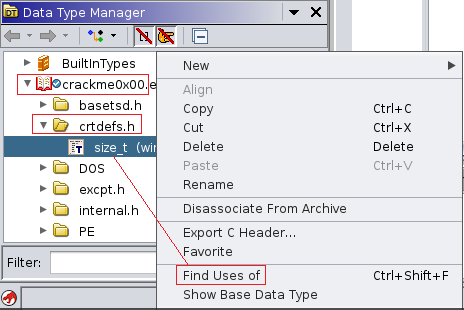 Data Type Manager
BuiltInTypes
crackme0x00.e
basetsd.h
crtdefs.h
size_t (wi
DOS
excpt.h
internal.h
PE
Filter:
New
Align
Copy Ctrl+C
Cut Ctrl+X
Delete Delete
Paste Ctrl+V
Rename
Disassociate From Archive
Export C Header...
Favorite
Find Uses of Ctrl+Shift+F
Show Base Data Type